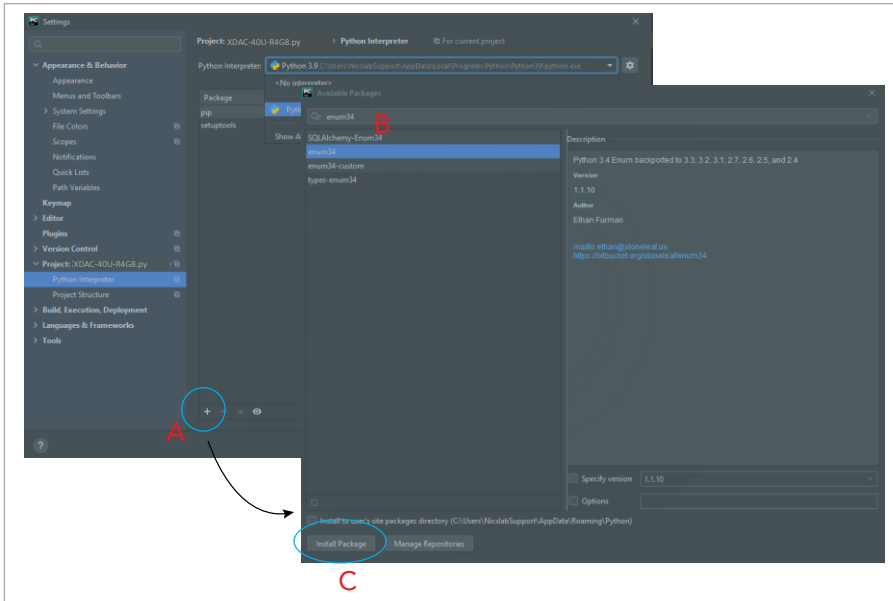 Settings
Project: XDAC-40U-R4G8.py › Python Interpreter For current project
Appearance & Behavior
Appearance
Menus and Toolbars
System Settings
File Colors
Scopes
Notifications
Quick Lists
Path Variables
Keymap
Editor
Plugins
Version Control
Project: XDAC-40U-R4G8.py
Python Interpreter
Project Structure
Build, Execution, Deployment
Languages & Frameworks
Tools
Python Interpreter: Python 3.9 C:\Users\NicslabSupport\AppData\Local\Programs\Python\Python39\python.exe
<No interpreter>
Pyth
Show A
Package
pip
setuptools
A
?
Available Packages
enum34
B
SQLAlchemy-Enum34
enum34
enum34-custom
types-enum34
Description
Python 3.4 Enum backported to 3.3, 3.2, 3.1, 2.7, 2.6, 2.5, and 2.4
Version
1.1.10
Author
Ethan Furman
mailto:ethan@stoneleaf.us
https://bitbucket.org/stoneleaf/enum34
Specify version 1.1.10
Options
Install to user's site packages directory (C:\Users\NicslabSupport\AppData\Roaming\Python)
Install Package Manage Repositories
C